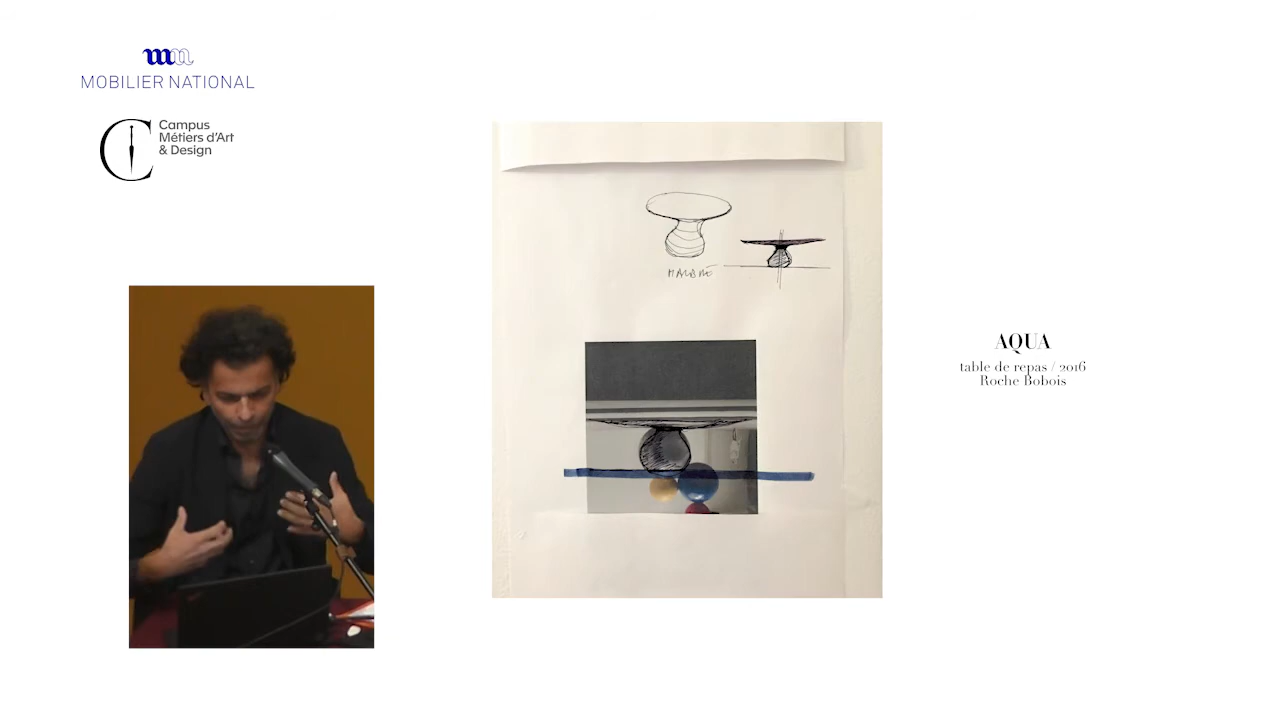 MOBILIER NATIONAL
Campus
Métiers d'Art
& Design
AQUA
table de repas / 2016
Roche Bobois